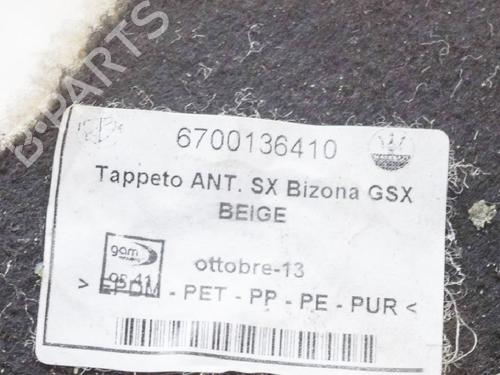 B-PARTS
6700136410
Tappeto ANT. SX Bizona GSX
BEIGE
gam
05 41
ottobre-13
> EPDM - PET - PP - PE - PUR <